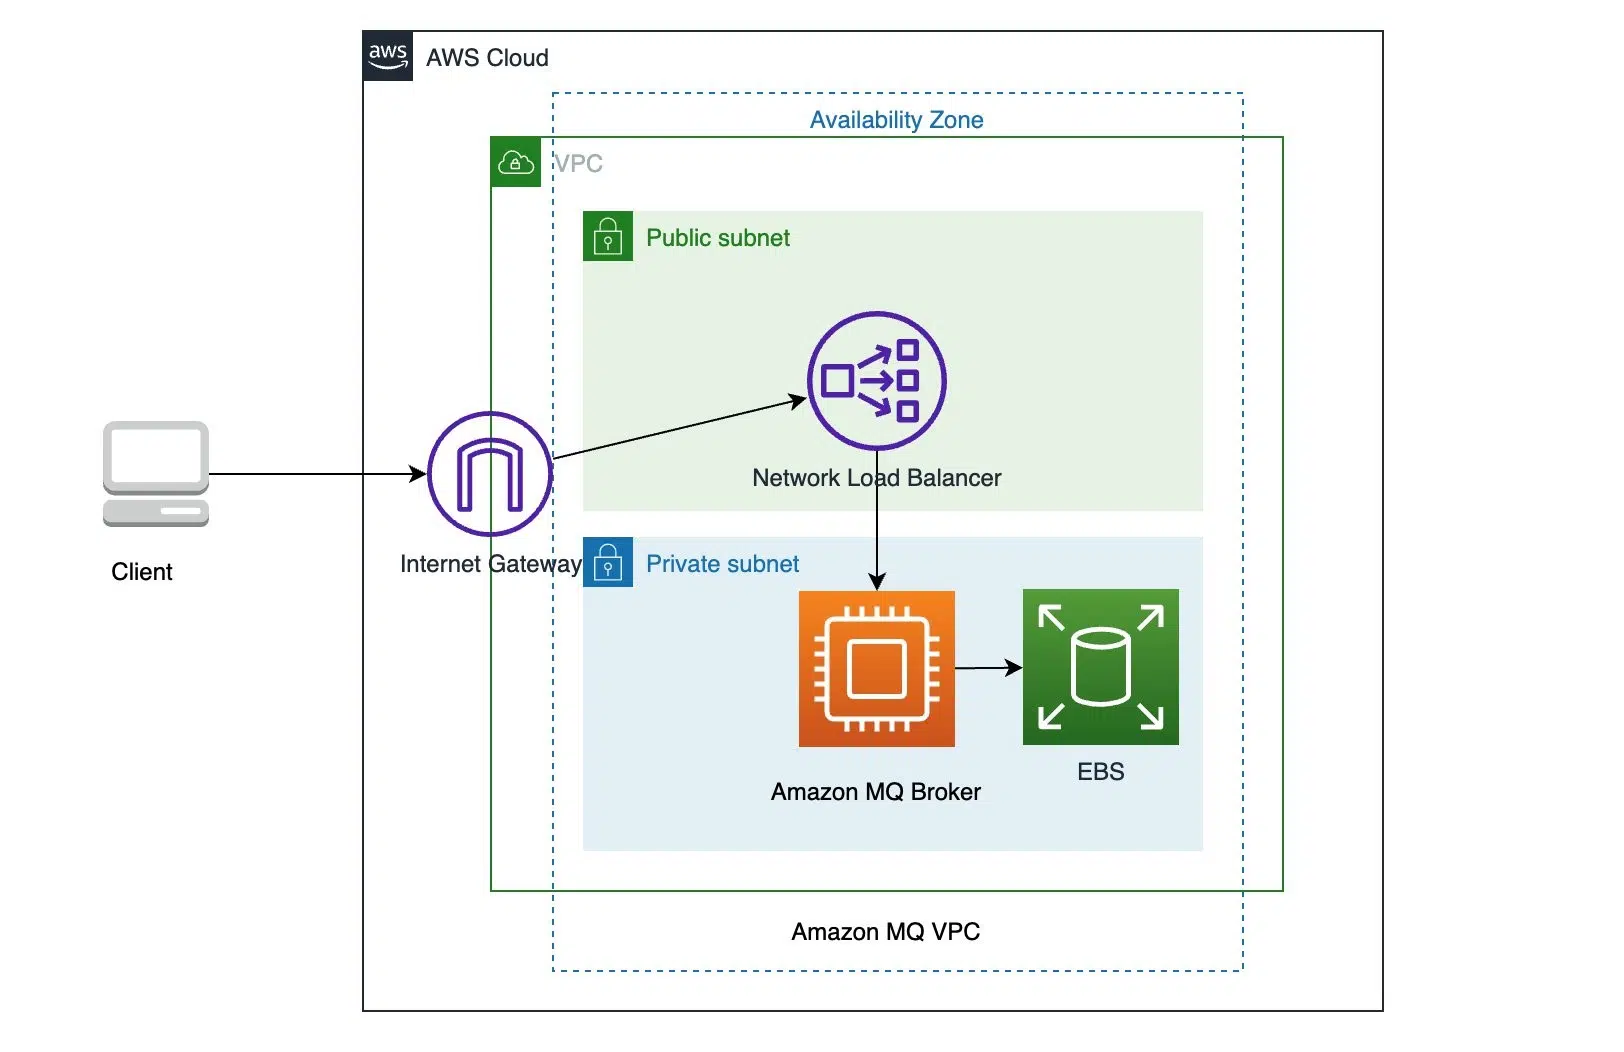 aws
AWS Cloud
Availability Zone
VPC
Public subnet
Network Load Balancer
Client
Internet Gateway
Private subnet
Amazon MQ Broker
EBS
Amazon MQ VPC